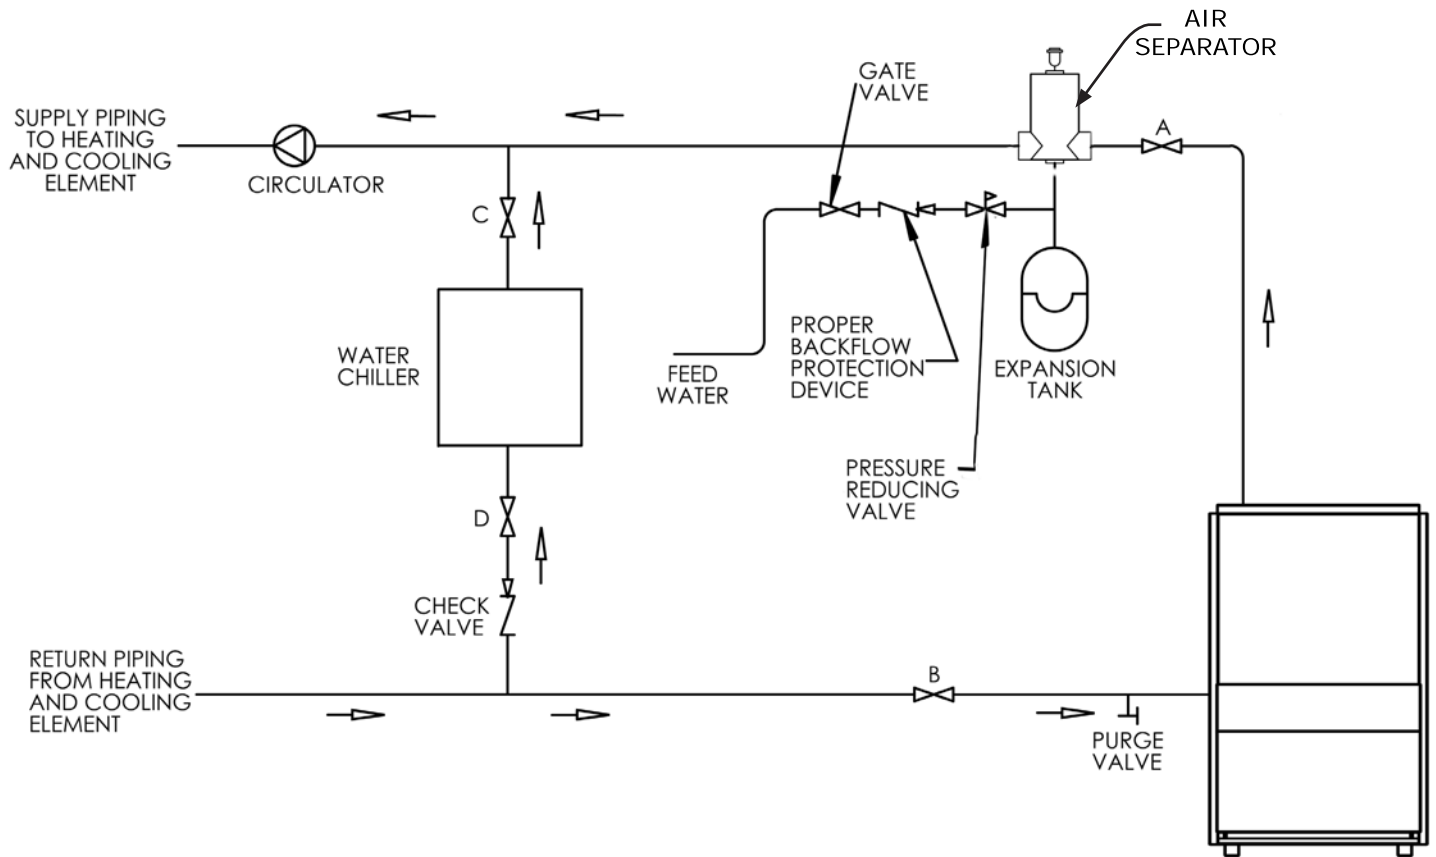 AIR
SEPARATOR
GATE
VALVE
SUPPLY PIPING
TO HEATING
AND COOLING
ELEMENT
A
CIRCULATOR
C
WATER
CHILLER
FEED
WATER
PROPER
BACKFLOW
PROTECTION
DEVICE
EXPANSION
TANK
PRESSURE
REDUCING
VALVE
D
CHECK
VALVE
RETURN PIPING
FROM HEATING
AND COOLING
ELEMENT
B
PURGE
VALVE